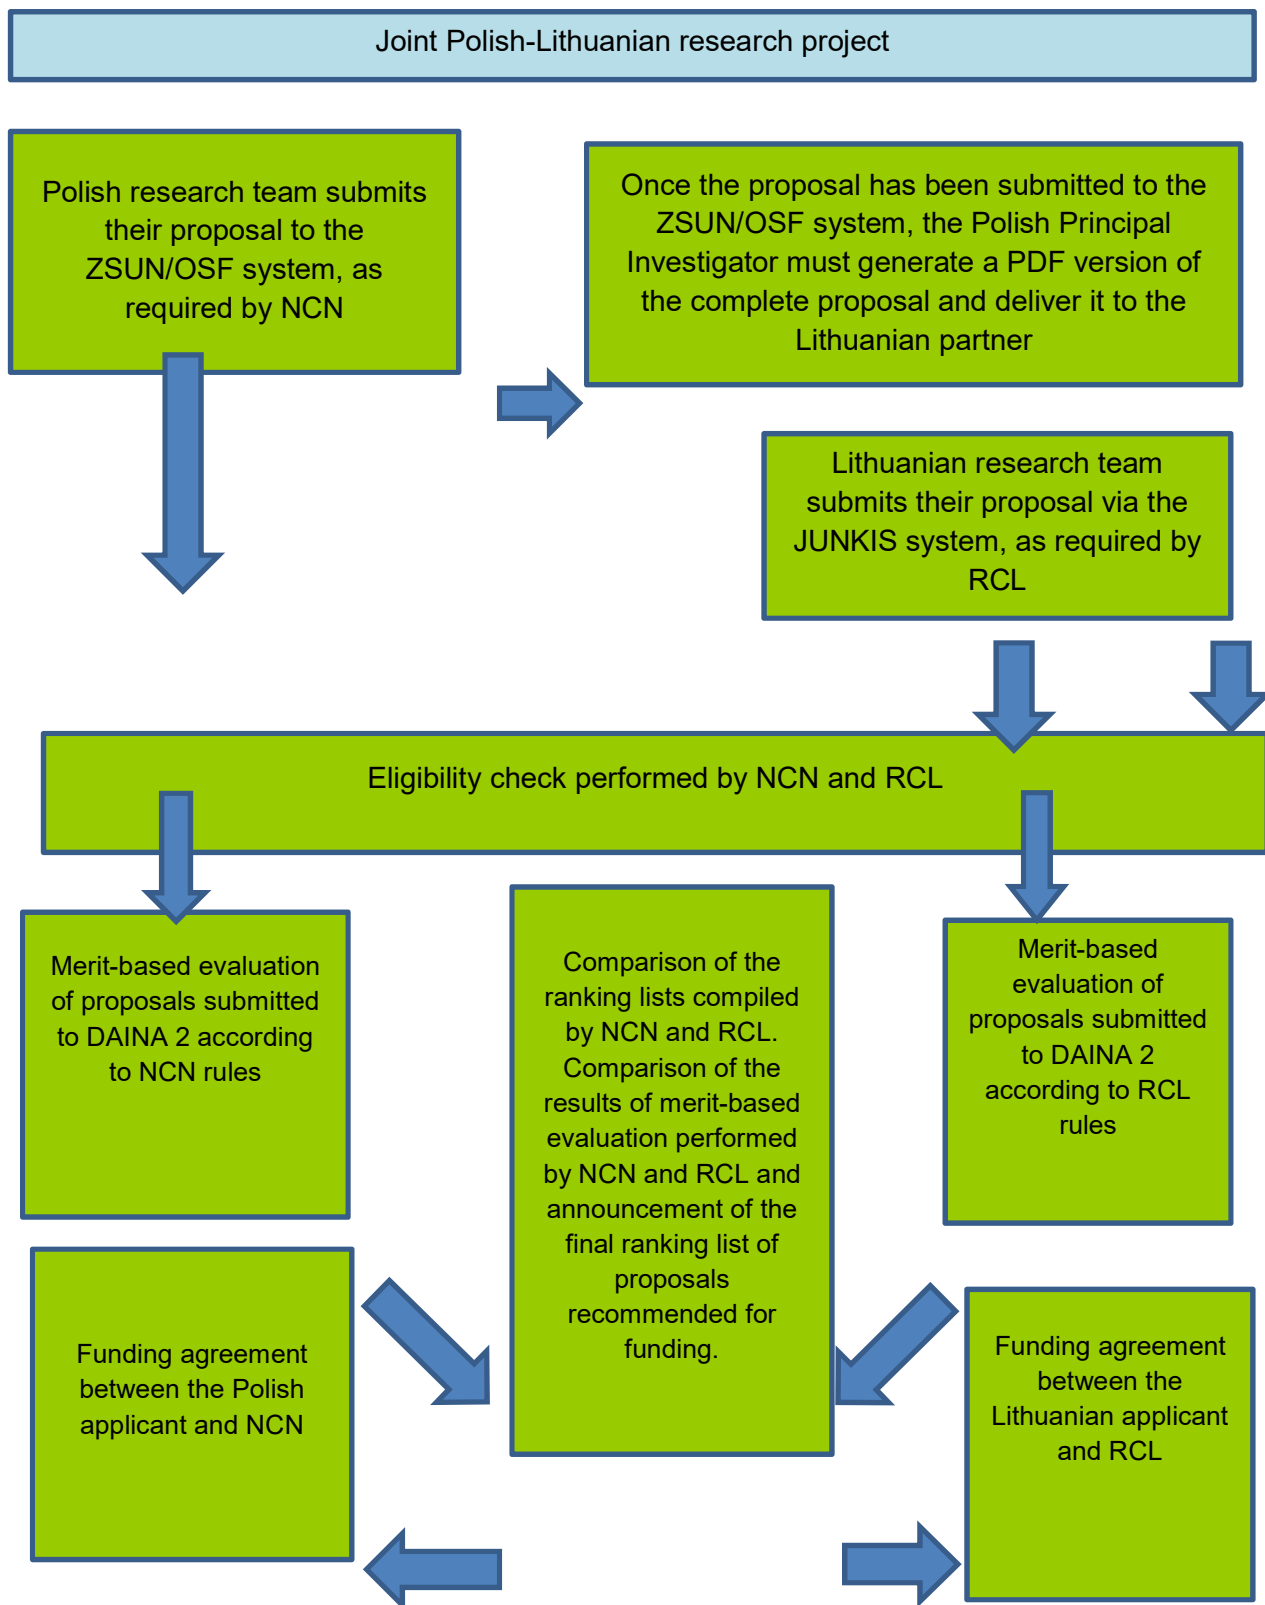 Joint Polish-Lithuanian research project
Polish research team submits
their proposal to the
ZSUN/OSF system, as
required by NCN
Once the proposal has been submitted to the
ZSUN/OSF system, the Polish Principal
Investigator must generate a PDF version of
the complete proposal and deliver it to the
Lithuanian partner
Lithuanian research team
submits their proposal via the
JUNKIS system, as required by
RCL
Eligibility check performed by NCN and RCL
Merit-based evaluation
of proposals submitted
to DAINA 2 according
to NCN rules
Comparison of the
ranking lists compiled
by NCN and RCL.
Comparison of the
results of merit-based
evaluation performed
by NCN and RCL and
announcement of the
final ranking list of
proposals
recommended for
funding.
Merit-based
evaluation of
proposals submitted
to DAINA 2
according to RCL
rules
Funding agreement
between the Polish
applicant and NCN
Funding agreement
between the
Lithuanian applicant
and RCL